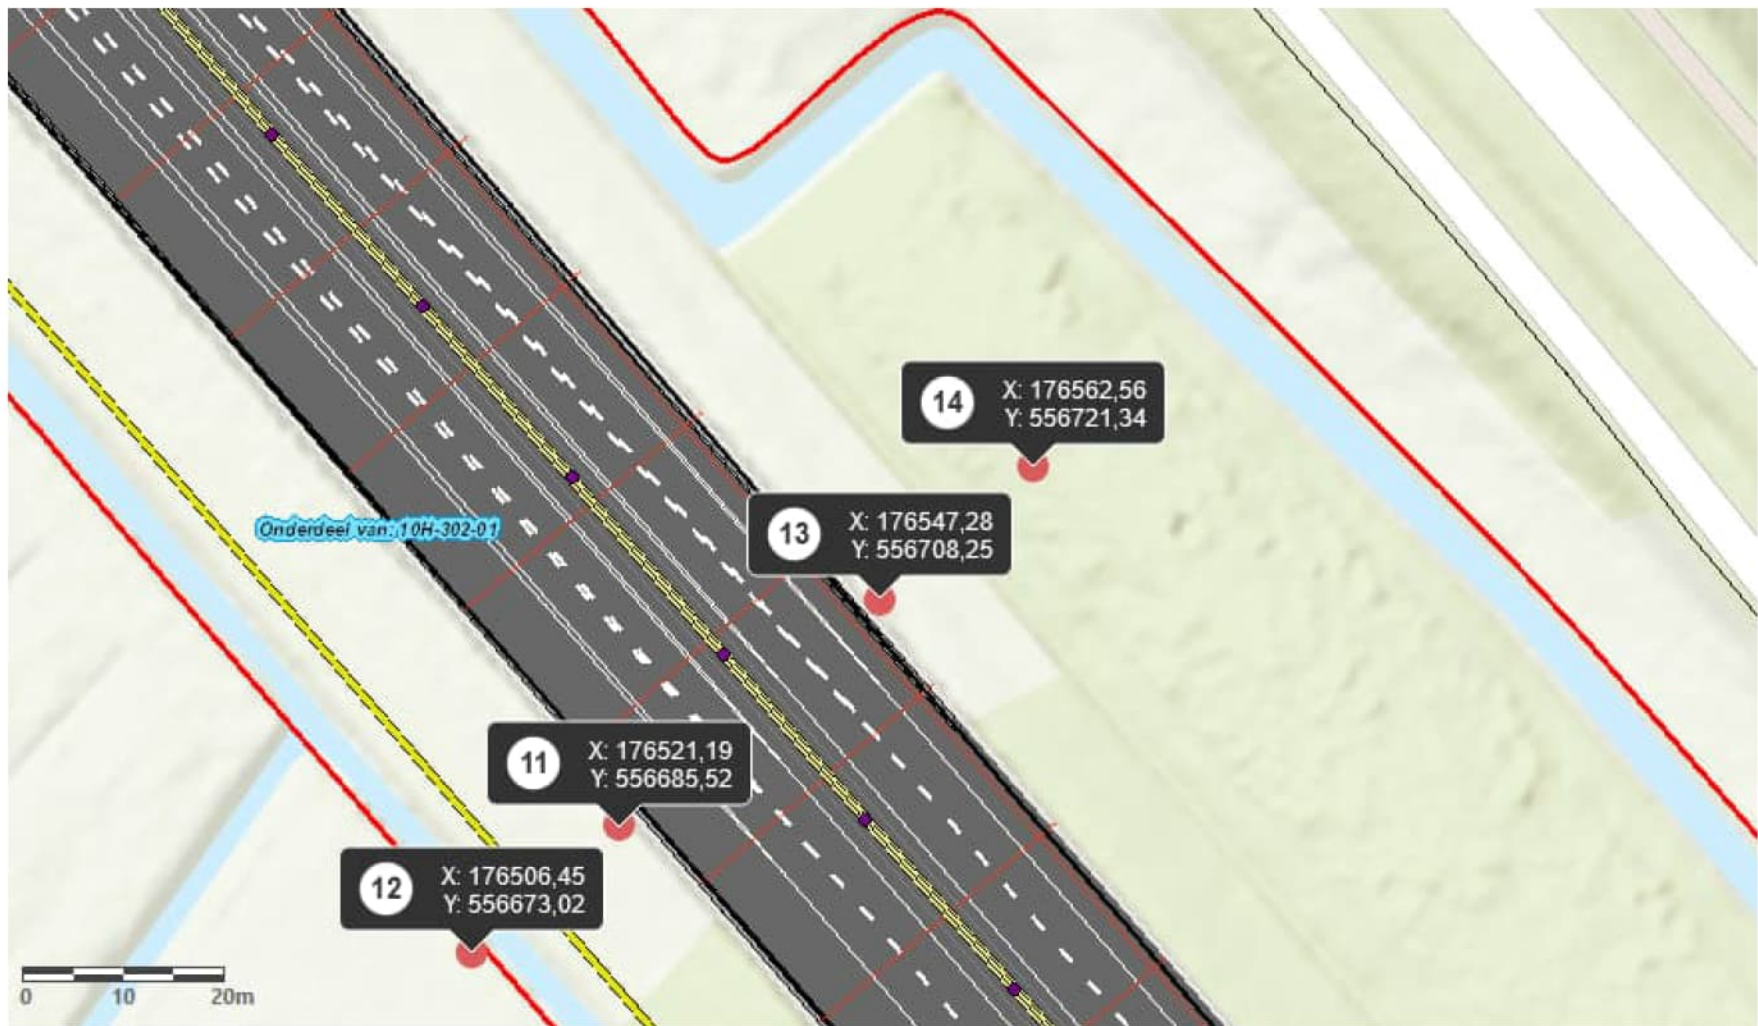 14
X: 176562,56
Y: 556721,34
13
X: 176547,28
Y: 556708,25
Onderdeel van: 10H-302-01
11
X: 176521,19
Y: 556685,52
12
X: 176506,45
Y: 556673,02
0 10 20m